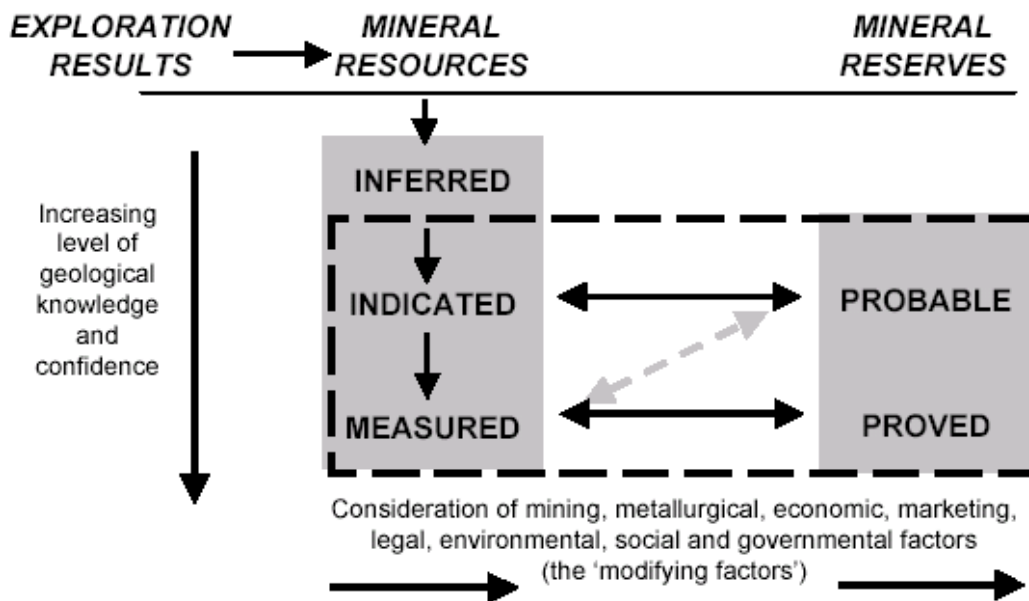 EXPLORATION
RESULTS
MINERAL
RESOURCES
MINERAL
RESERVES
INFERRED
Increasing
level of
geological
knowledge
and
confidence
INDICATED
PROBABLE
MEASURED
PROVED
Consideration of mining, metallurgical, economic, marketing,
legal, environmental, social and governmental factors
(the ‘modifying factors’)